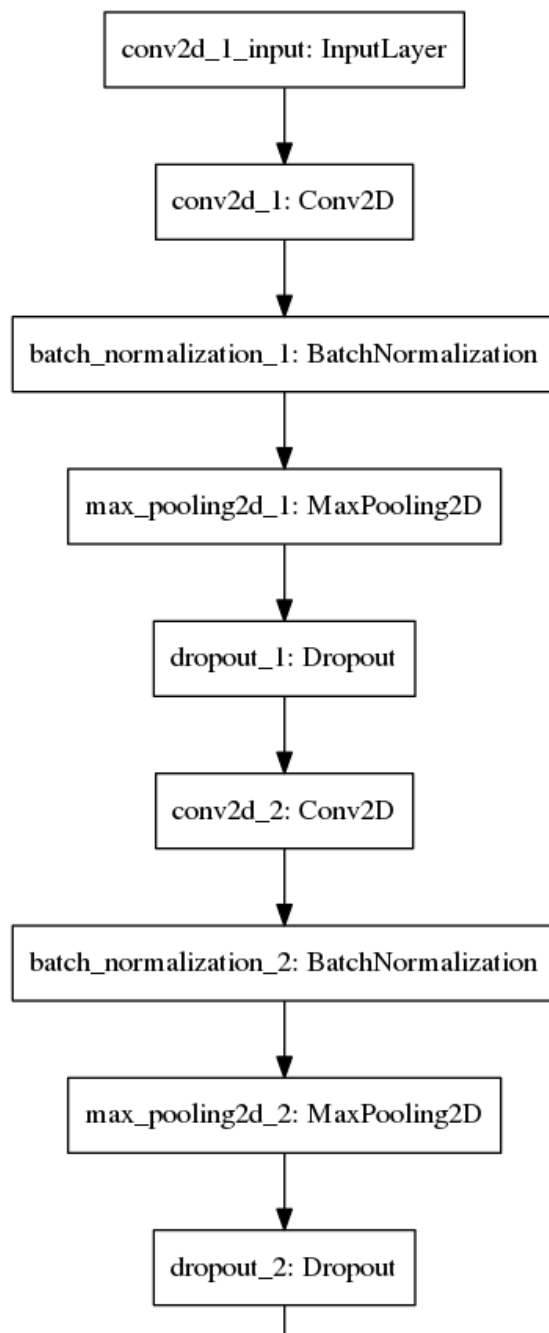 conv2d_1_input: InputLayer
conv2d_1: Conv2D
batch_normalization_1: BatchNormalization
max_pooling2d_1: MaxPooling2D
dropout_1: Dropout
conv2d_2: Conv2D
batch_normalization_2: BatchNormalization
max_pooling2d_2: MaxPooling2D
dropout_2: Dropout